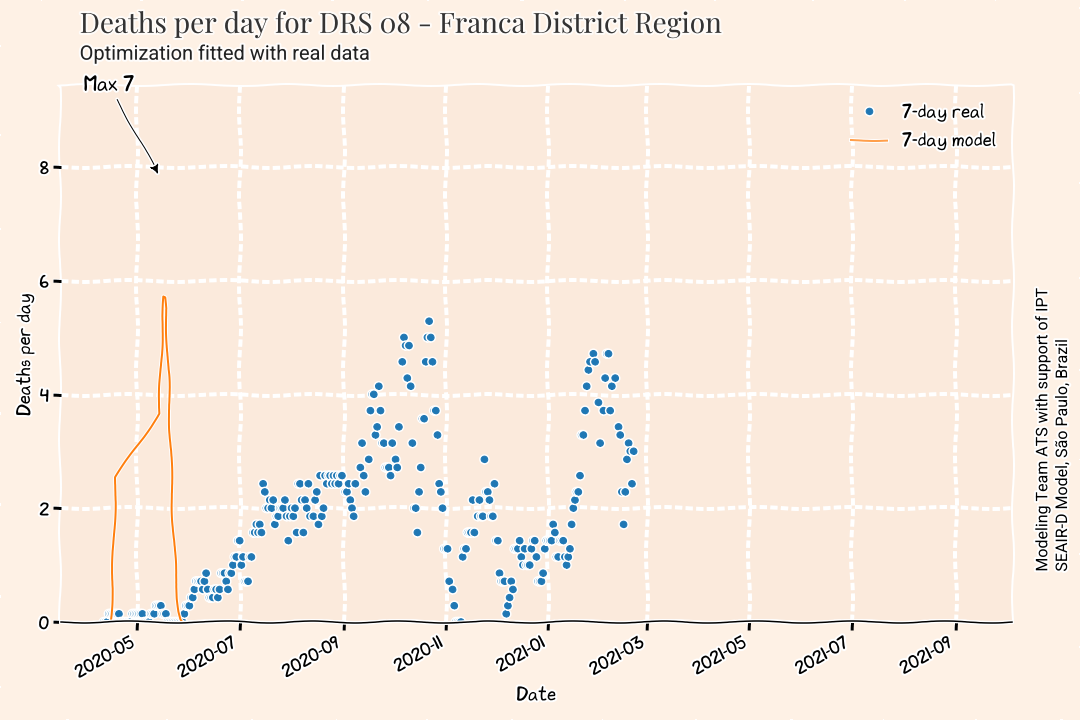 Deaths per day for DRS 08 - Franca District Region
Optimization fitted with real data
Max 7
7-day real
7-day model
8
6
4
2
0
Deaths per day
2020-05
2020-07
2020-09
2020-11
2021-01
2021-03
2021-05
2021-07
2021-09
Date
Modeling Team ATS with support of IPT
SEAIR-D Model, São Paulo, Brazil